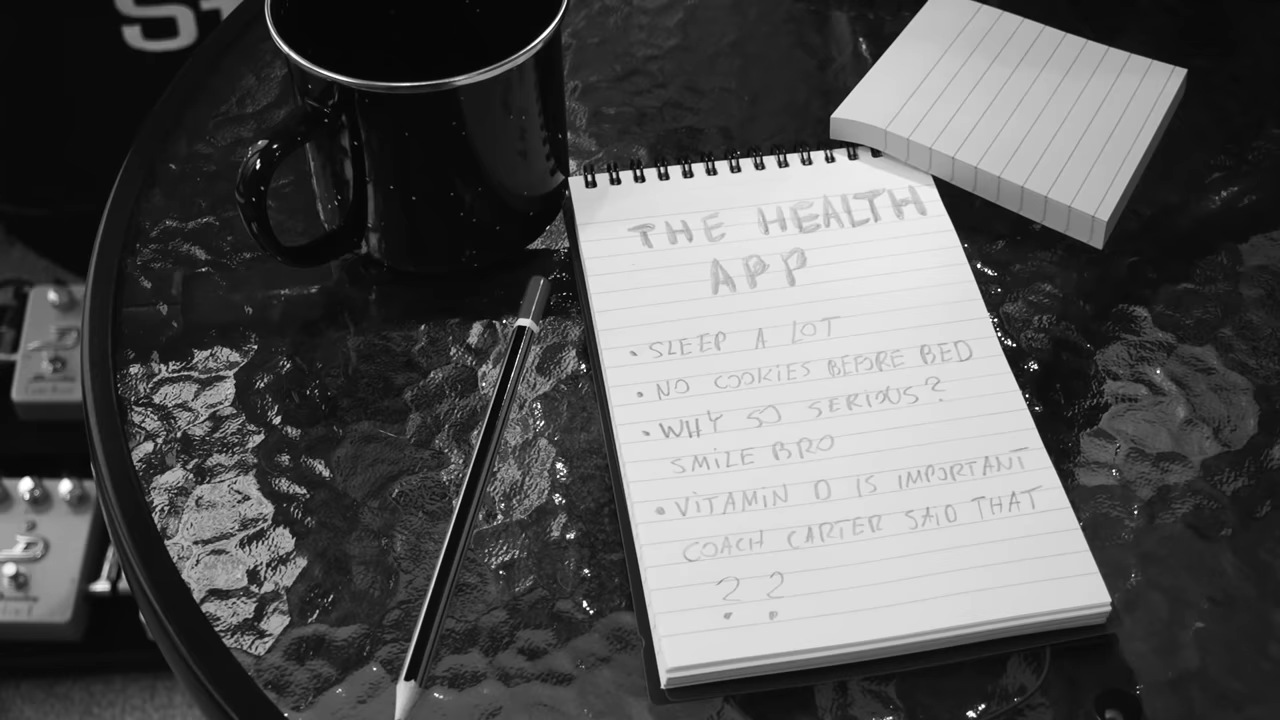 St
THE HEALTH
APP
• SLEEP A LOT
• NO COOKIES BEFORE BED
• WHY SO SERIOUS?
SMILE BRO
• VITAMIN D IS IMPORTANT
COACH CARTER SAID THAT
? ?